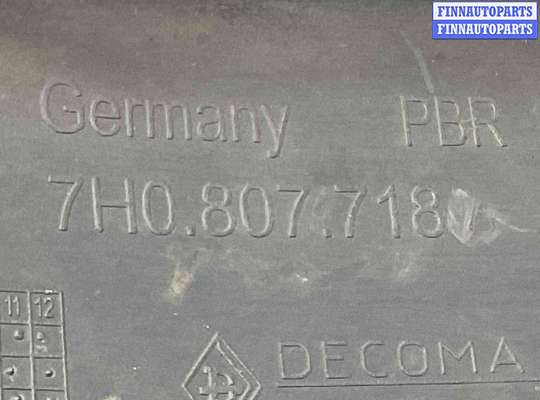 FINNAUTOPARTS
FINNAUTOPARTS
Germany PBR
7H0.807.718
11 12
DECOMA